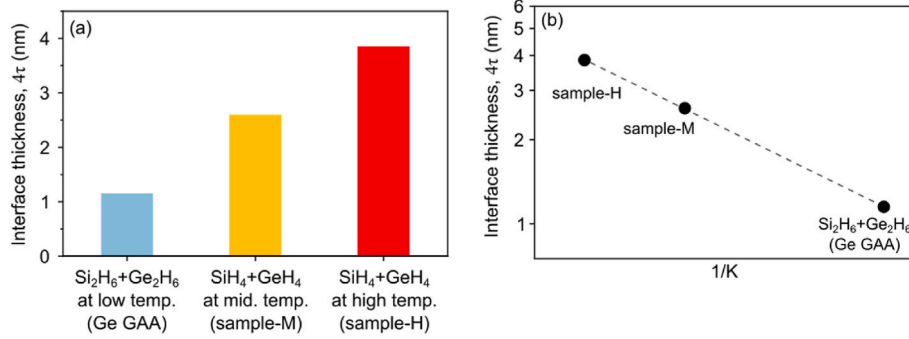 (a)
Interface thickness, 4τ (nm)
4
3
2
1
0
Si₂H₆+Ge₂H₆
at low temp.
(Ge GAA)
SiH₄+GeH₄
at mid. temp.
(sample-M)
SiH₄+GeH₄
at high temp.
(sample-H)
(b)
Interface thickness, 4τ (nm)
6
5
4
3
2
1
sample-H
sample-M
Si₂H₆+Ge₂H₆
(Ge GAA)
1/K